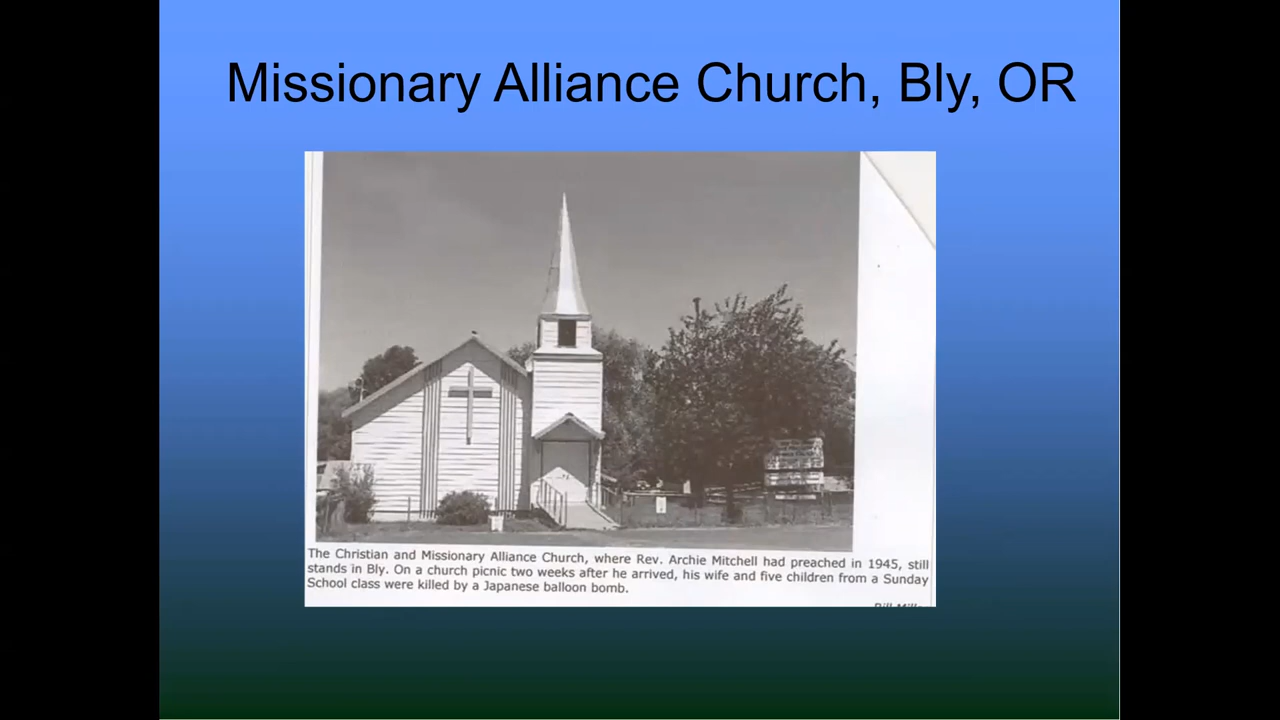 Missionary Alliance Church, Bly, OR
The Christian and Missionary Alliance Church, where Rev. Archie Mitchell had preached in 1945, still
stands in Bly. On a church picnic two weeks after he arrived, his wife and five children from a Sunday
School class were killed by a Japanese balloon bomb.